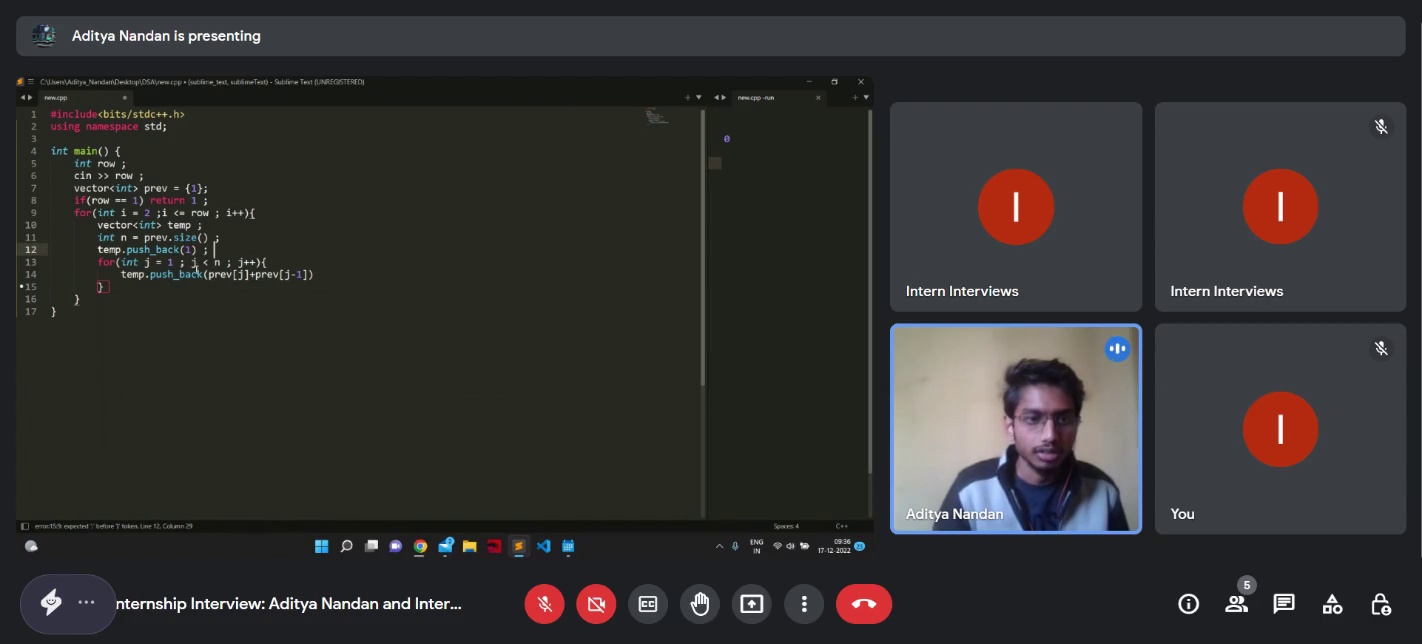 Aditya Nandan is presenting
C:\Users\Aditya_Nandan\Desktop\DSA\new.cpp • (sublime_text, sublimeText) - Sublime Text (UNREGISTERED)
new.cpp
new.cpp -run
1 #include<bits/stdc++.h>
2 using namespace std;
3
4 int main() {
5 int row ;
6 cin >> row ;
7 vector<int> prev = {1};
8 if(row == 1) return 1 ;
9 for(int i = 2 ;i <= row ; i++){
10 vector<int> temp ;
11 int n = prev.size() ;
12 temp.push_back(1) ;
13 for(int j = 1 ; j < n ; j++){
14 temp.push_back(prev[j]+prev[j-1])
15 }
16 }
17 }
0
error:15:9: expected ';' before '}' token, Line 12, Column 29
Spaces: 4
C++
ENG
IN
09:36
17-12-2022
I
Intern Interviews
I
Intern Interviews
Aditya Nandan
I
You
nternship Interview: Aditya Nandan and Inter...
CC
5